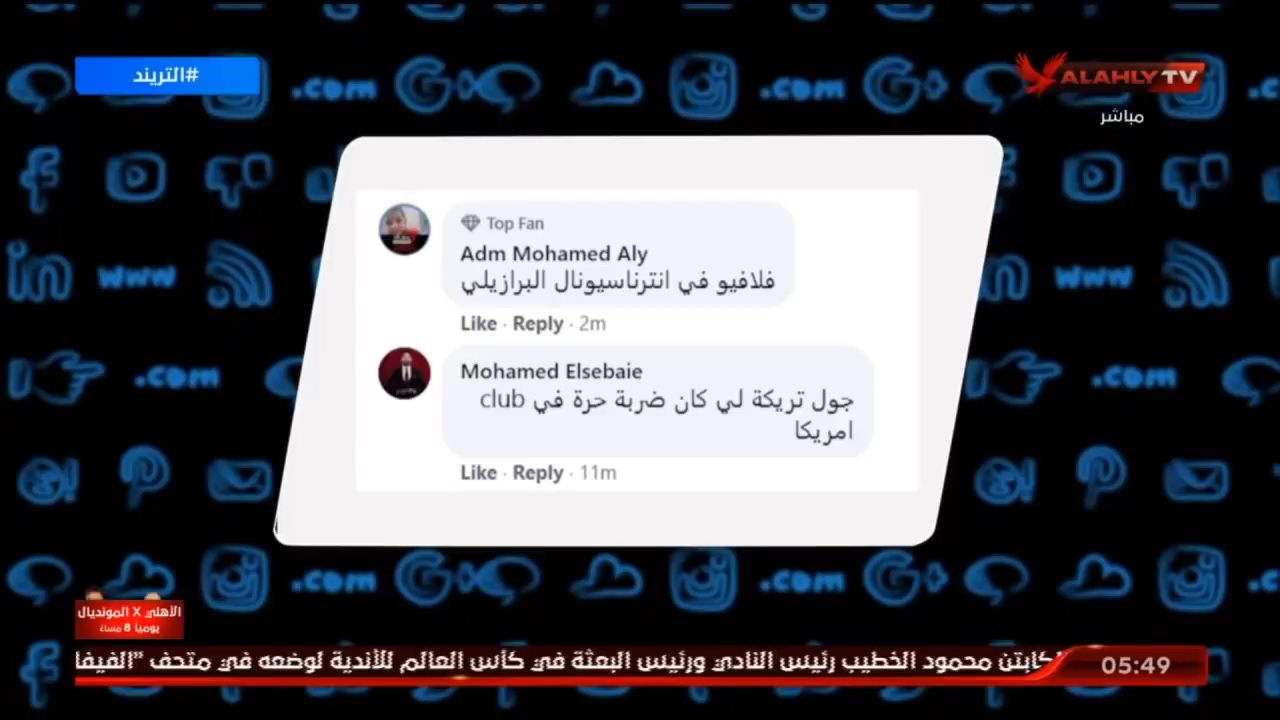 #التريند
ALAHLY TV
مباشر
Top Fan
Adm Mohamed Aly
فلافيو في انترناسيونال البرازيلي
Like · Reply · 2m
Mohamed Elsebaie
جول تريكة لي كان ضربة حرة في club
امريكا
Like · Reply · 11m
الأهلي X المونديال
يومياً 8 مساءً
لكابتن محمود الخطيب رئيس النادي ورئيس البعثة في كأس العالم للأندية لوضعه في متحف "الفيفا
05:49